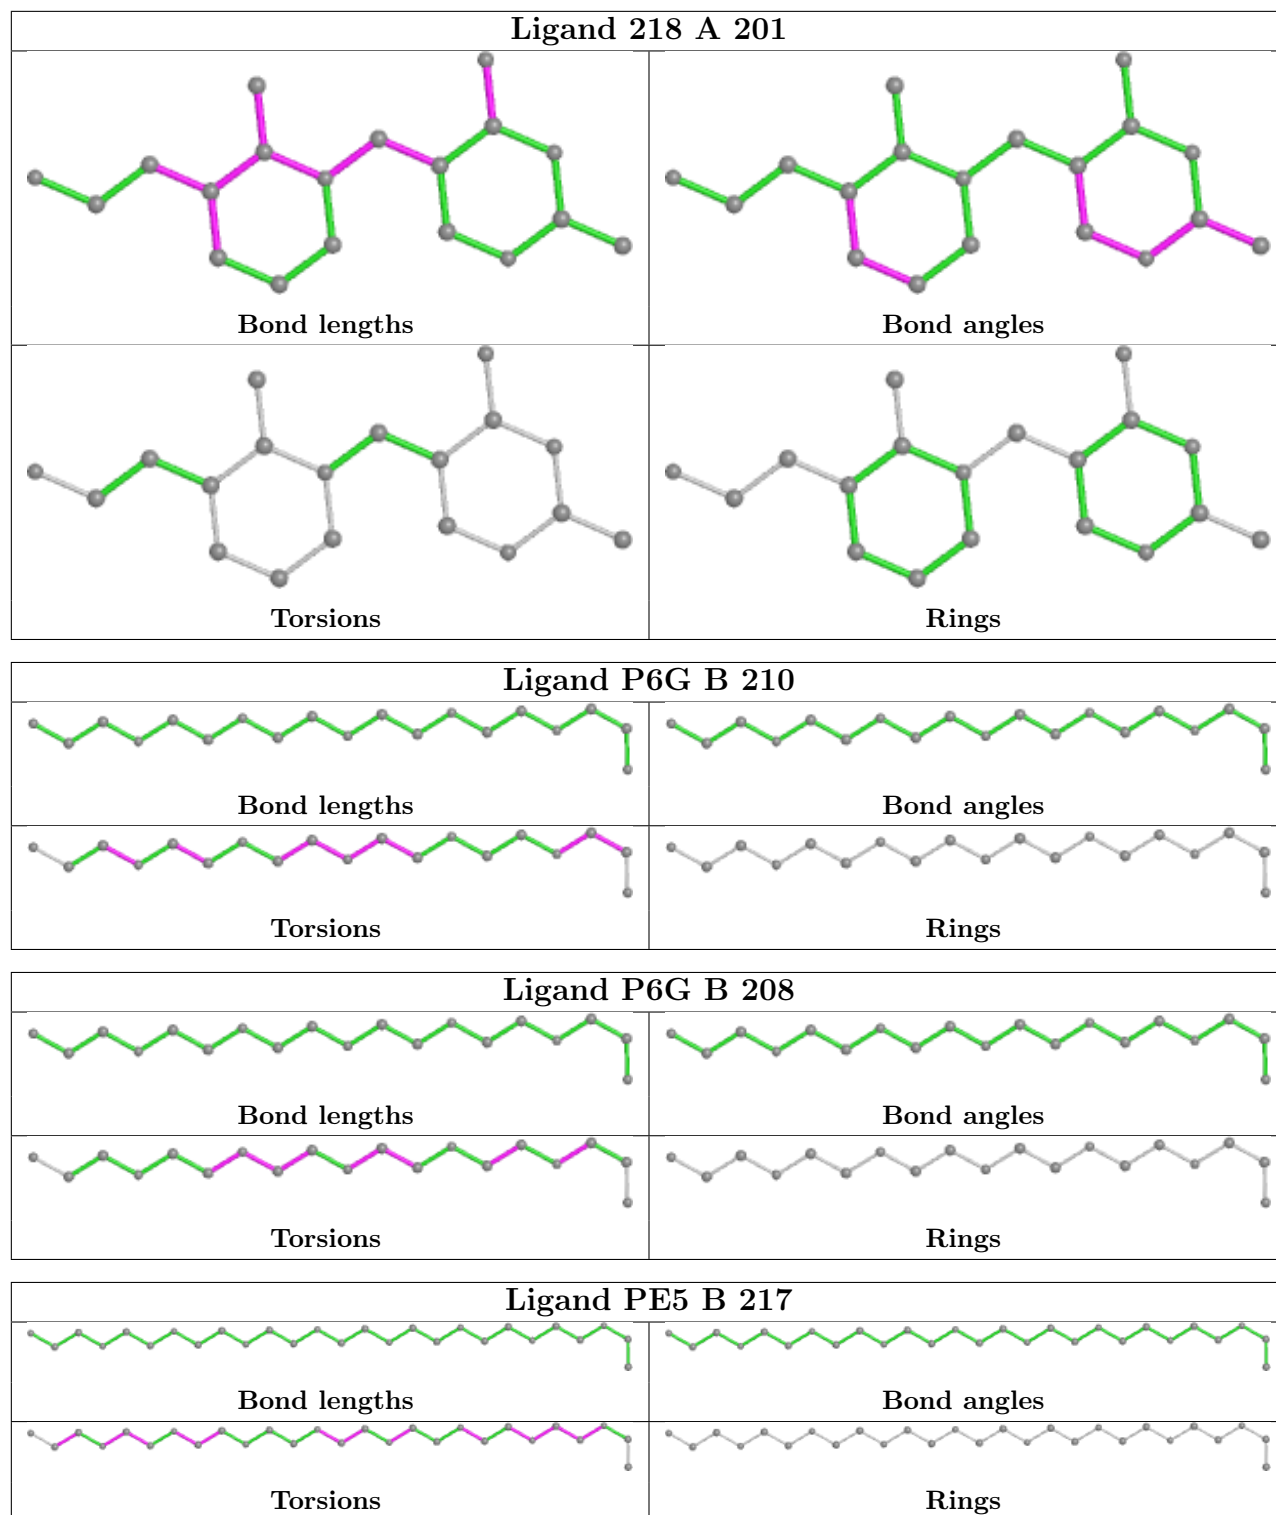 Ligand 218 A 201
Bond lengths
Bond angles
Torsions
Rings
Ligand P6G B 210
Bond lengths
Bond angles
Torsions
Rings
Ligand P6G B 208
Bond lengths
Bond angles
Torsions
Rings
Ligand PE5 B 217
Bond lengths
Bond angles
Torsions
Rings